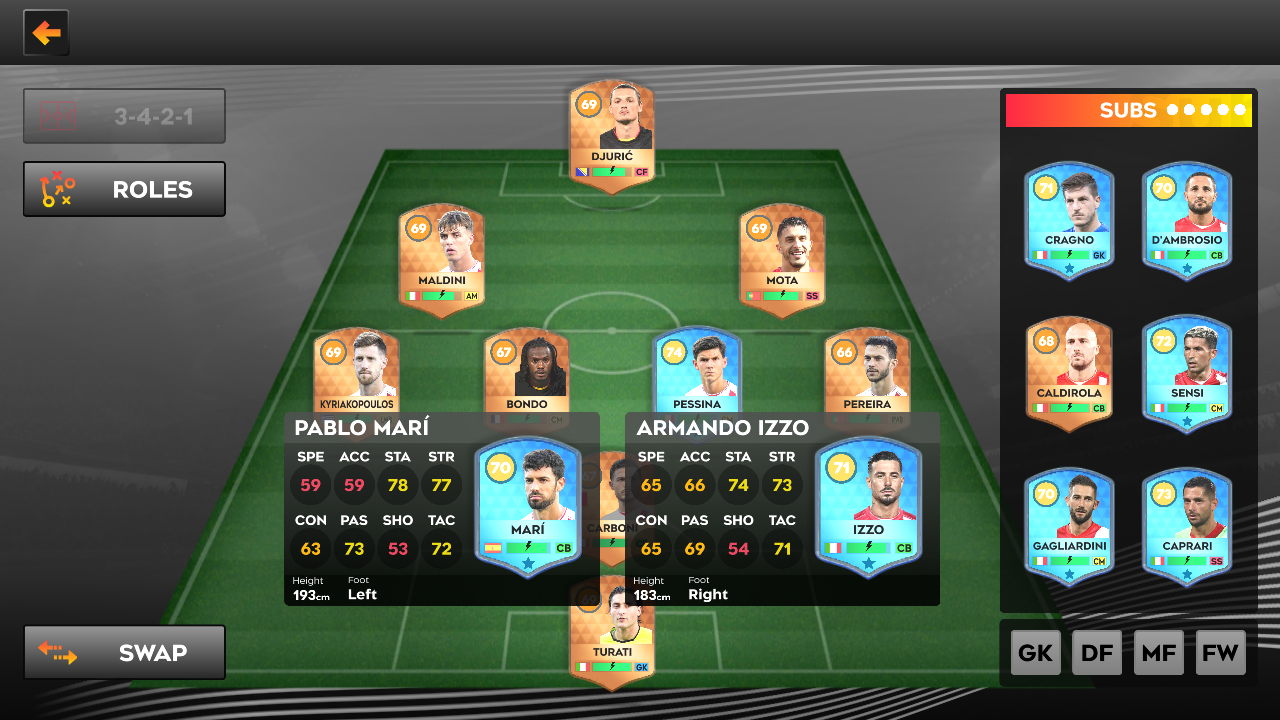 3-4-2-1
ROLES
69
DJURIĆ
CF
69
MALDINI
AM
69
MOTA
SS
69
KYRIAKOPOULOS
67
BONDO
CM
74
PESSINA
66
PEREIRA
PABLO MARÍ
SPE ACC STA STR
59 59 78 77
CON PAS SHO TAC
63 73 53 72
Height
193cm
Foot
Left
70
MARÍ
CB
CARBON
ARMANDO IZZO
SPE ACC STA STR
65 66 74 73
CON PAS SHO TAC
65 69 54 71
Height
183cm
Foot
Right
71
IZZO
CB
69
TURATI
GK
SUBS
71
CRAGNO
GK
70
D'AMBROSIO
CB
68
CALDIROLA
CB
72
SENSI
CM
70
GAGLIARDINI
CM
73
CAPRARI
SS
SWAP
GK DF MF FW